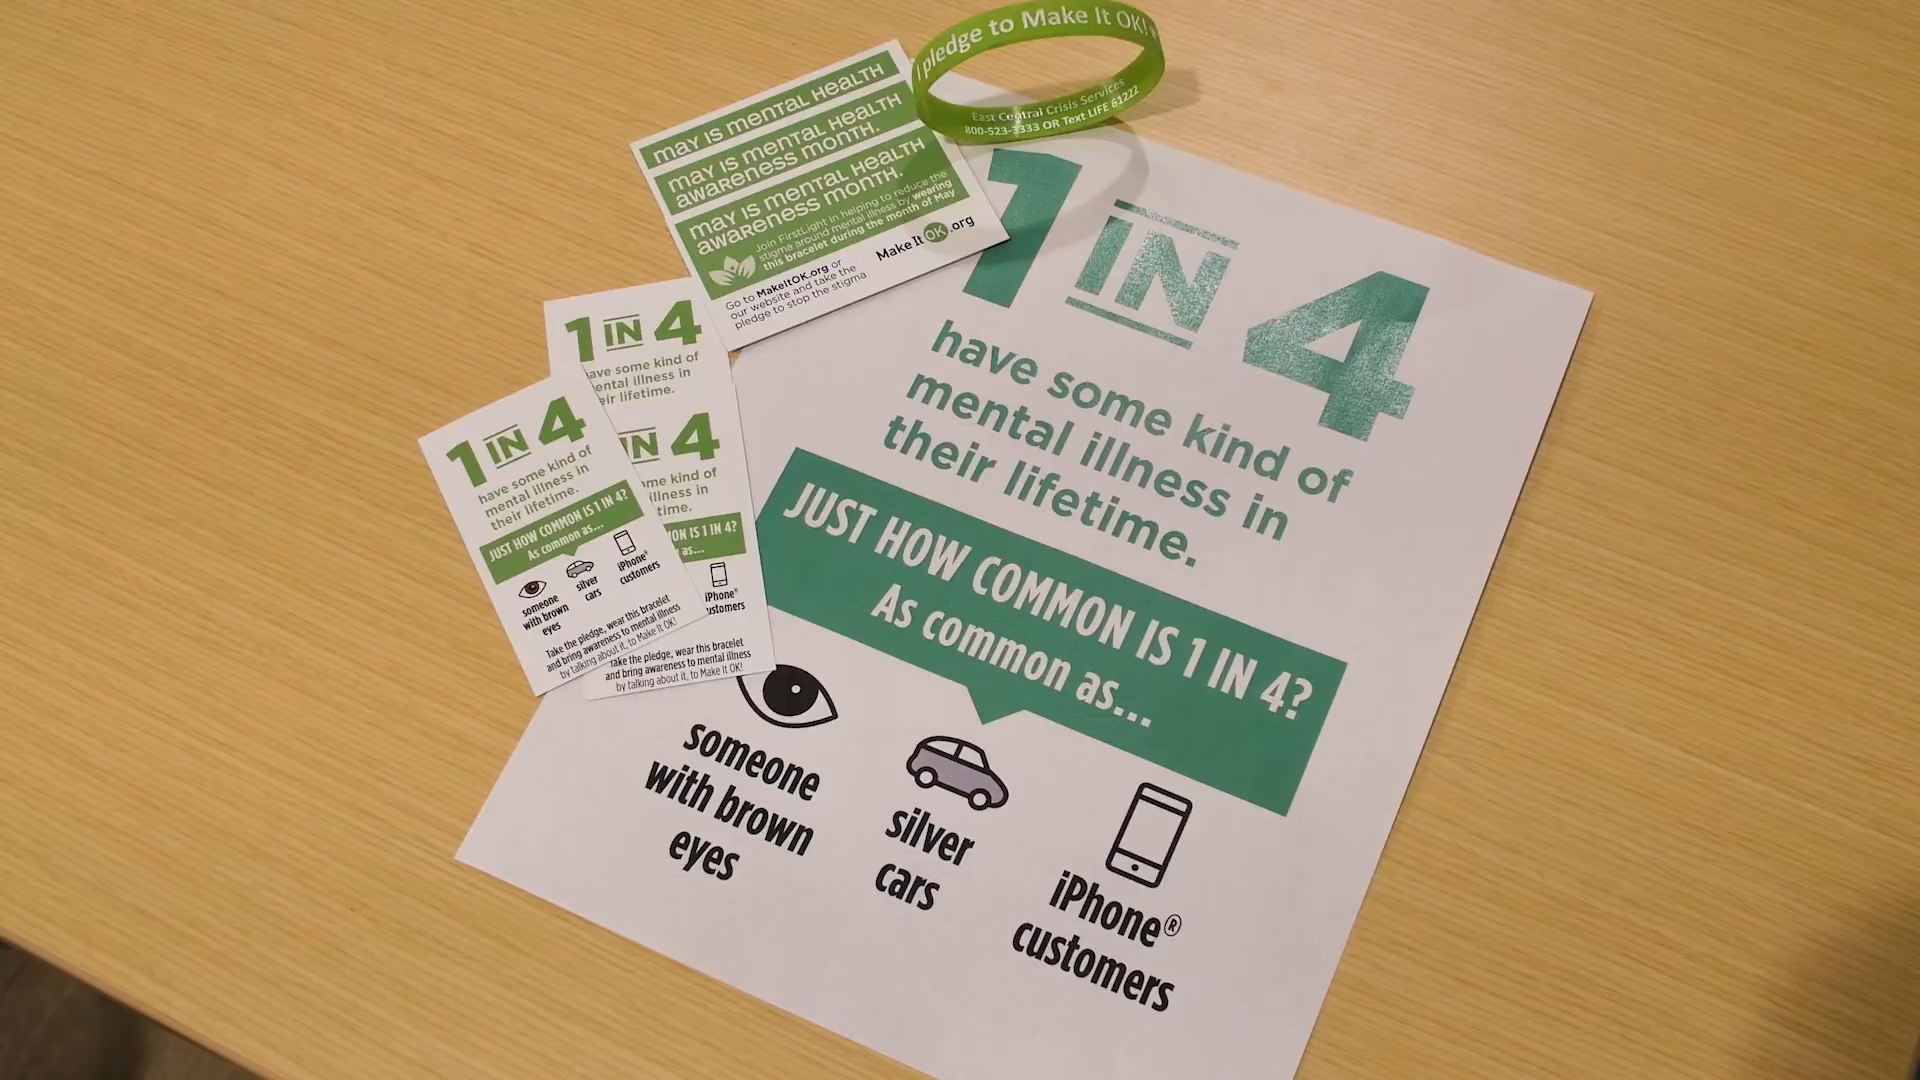 I pledge to Make It OK!
East Central Crisis Services
800-523-3333 OR Text LIFE 61222
MAY IS MENTAL HEALTH
MAY IS MENTAL HEALTH
AWARENESS MONTH.
MAY IS MENTAL HEALTH
AWARENESS MONTH.
Join FirstLight in helping to reduce the
stigma around mental illness by wearing
this bracelet during the month of May.
Go to MakeItOK.org or
our website and take the
pledge to stop the stigma.
Make It OK.org
1 IN 4
have some kind of
mental illness in
their lifetime.
JUST HOW COMMON IS 1 IN 4?
As common as...
someone
with brown
eyes
silver
cars
iPhone®
customers
1 IN 4
ave some kind of
ental illness in
eir lifetime.
IN 4
me kind of
illness in
time.
ON IS 1 IN 4?
as...
iPhone®
ustomers
Take the pledge, wear this bracelet
and bring awareness to mental illness
by talking about it, to Make It OK!
1 IN 4
have some kind of
mental illness in
their lifetime.
JUST HOW COMMON IS 1 IN 4?
As common as...
someone
with brown
eyes
silver
cars
iPhone®
customers
Take the pledge, wear this bracelet
and bring awareness to mental illness
by talking about it, to Make It OK!